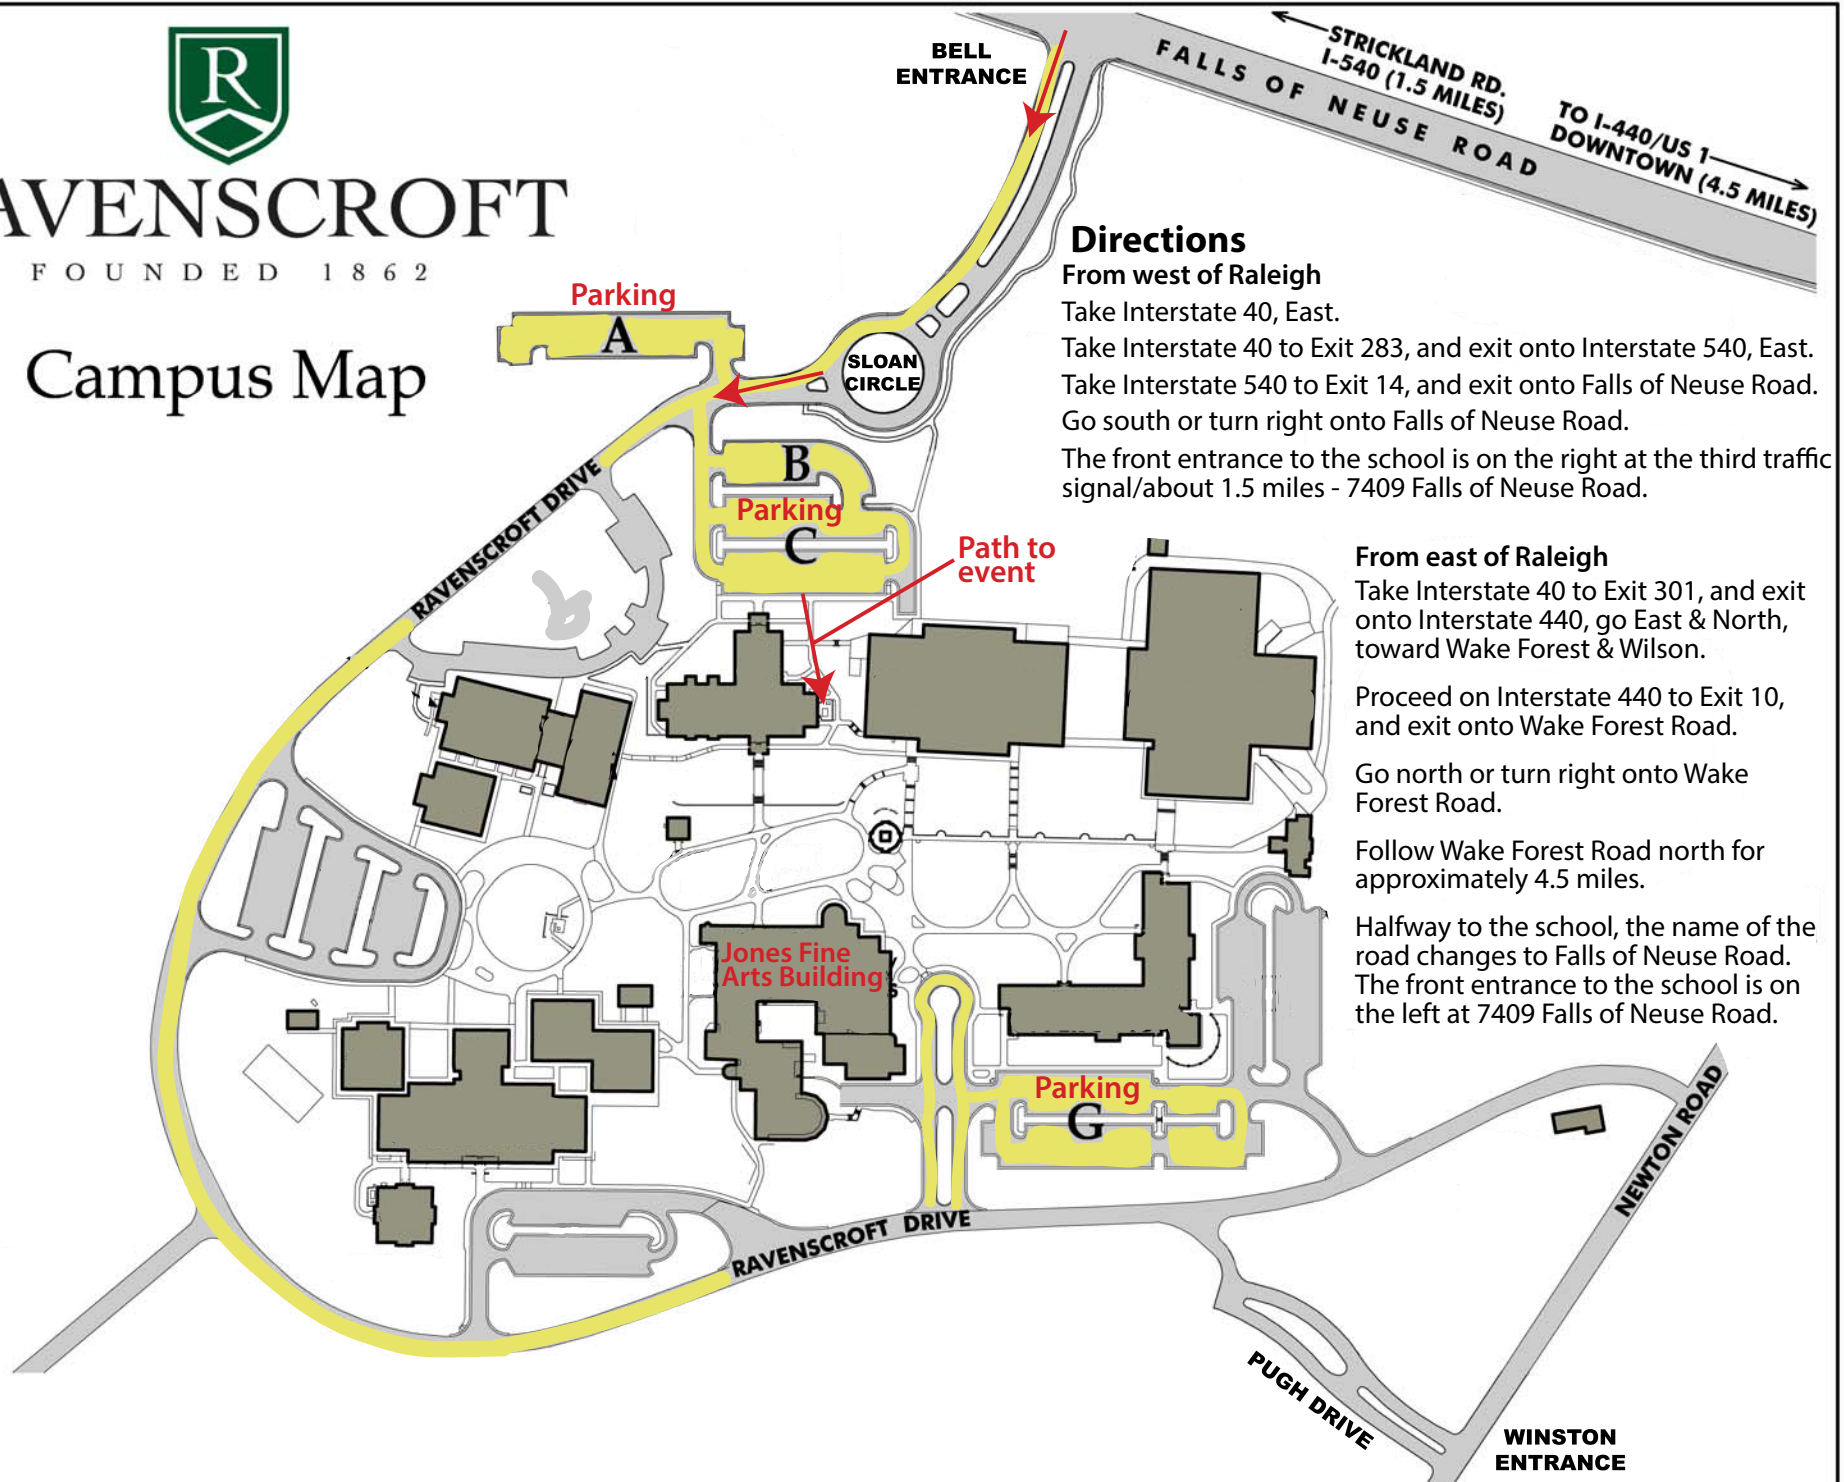 R
AVENSCROFT
FOUNDED 1862
Campus Map
BELL
ENTRANCE
FALLS OF NEUSE ROAD
STRICKLAND RD.
I-540 (1.5 MILES)
TO I-440/US 1
DOWNTOWN (4.5 MILES)
Directions
From west of Raleigh
Take Interstate 40, East.
Take Interstate 40 to Exit 283, and exit onto Interstate 540, East.
Take Interstate 540 to Exit 14, and exit onto Falls of Neuse Road.
Go south or turn right onto Falls of Neuse Road.
The front entrance to the school is on the right at the third traffic
signal/about 1.5 miles - 7409 Falls of Neuse Road.
From east of Raleigh
Take Interstate 40 to Exit 301, and exit
onto Interstate 440, go East & North,
toward Wake Forest & Wilson.
Proceed on Interstate 440 to Exit 10,
and exit onto Wake Forest Road.
Go north or turn right onto Wake
Forest Road.
Follow Wake Forest Road north for
approximately 4.5 miles.
Halfway to the school, the name of the
road changes to Falls of Neuse Road.
The front entrance to the school is on
the left at 7409 Falls of Neuse Road.
Parking
A
SLOAN
CIRCLE
B
Parking
C
RAVENSCROFT DRIVE
Path to
event
Jones Fine
Arts Building
Parking
G
RAVENSCROFT DRIVE
NEWTON ROAD
PUGH DRIVE
WINSTON
ENTRANCE